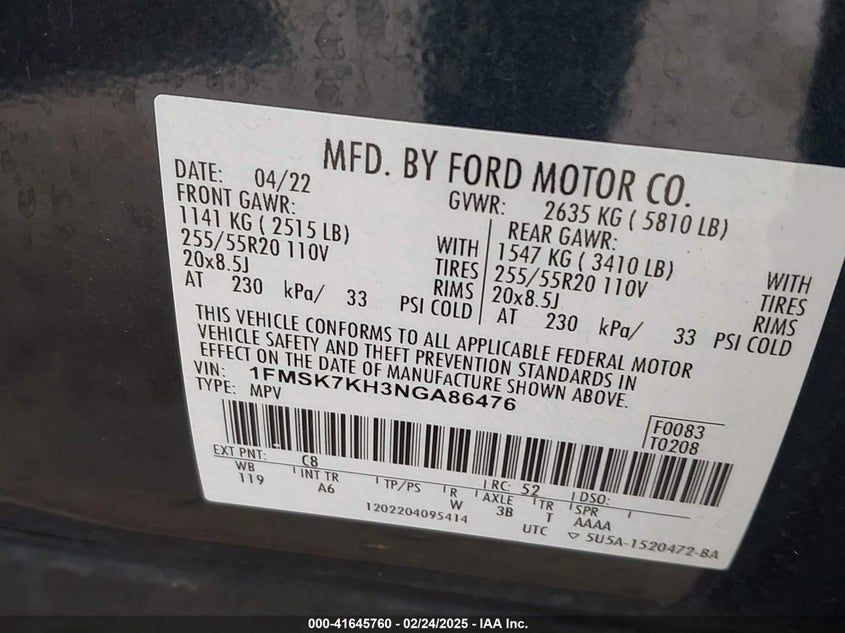 MFD. BY FORD MOTOR CO.
DATE: 04/22 GVWR: 2635 KG ( 5810 LB)
FRONT GAWR: REAR GAWR:
1141 KG ( 2515 LB) WITH 1547 KG ( 3410 LB) WITH
255/55R20 110V TIRES 255/55R20 110V TIRES
20x8.5J RIMS 20x8.5J RIMS
AT 230 kPa/ 33 PSI COLD AT 230 kPa/ 33 PSI COLD
THIS VEHICLE CONFORMS TO ALL APPLICABLE FEDERAL MOTOR
VEHICLE SAFETY AND THEFT PREVENTION STANDARDS IN
EFFECT ON THE DATE OF MANUFACTURE SHOWN ABOVE.
VIN: 1FMSK7KH3NGA86476
TYPE: MPV
F0083
T0208
EXT PNT: C8 RC: 52 DSO:
WB INT TR TP/PS R AXLE TR SPR
119 A6 W 3B T AAAA
1202204095414 UTC ▽ 5U5A-1520472-BA
000-41645760 - 02/24/2025 - IAA Inc.